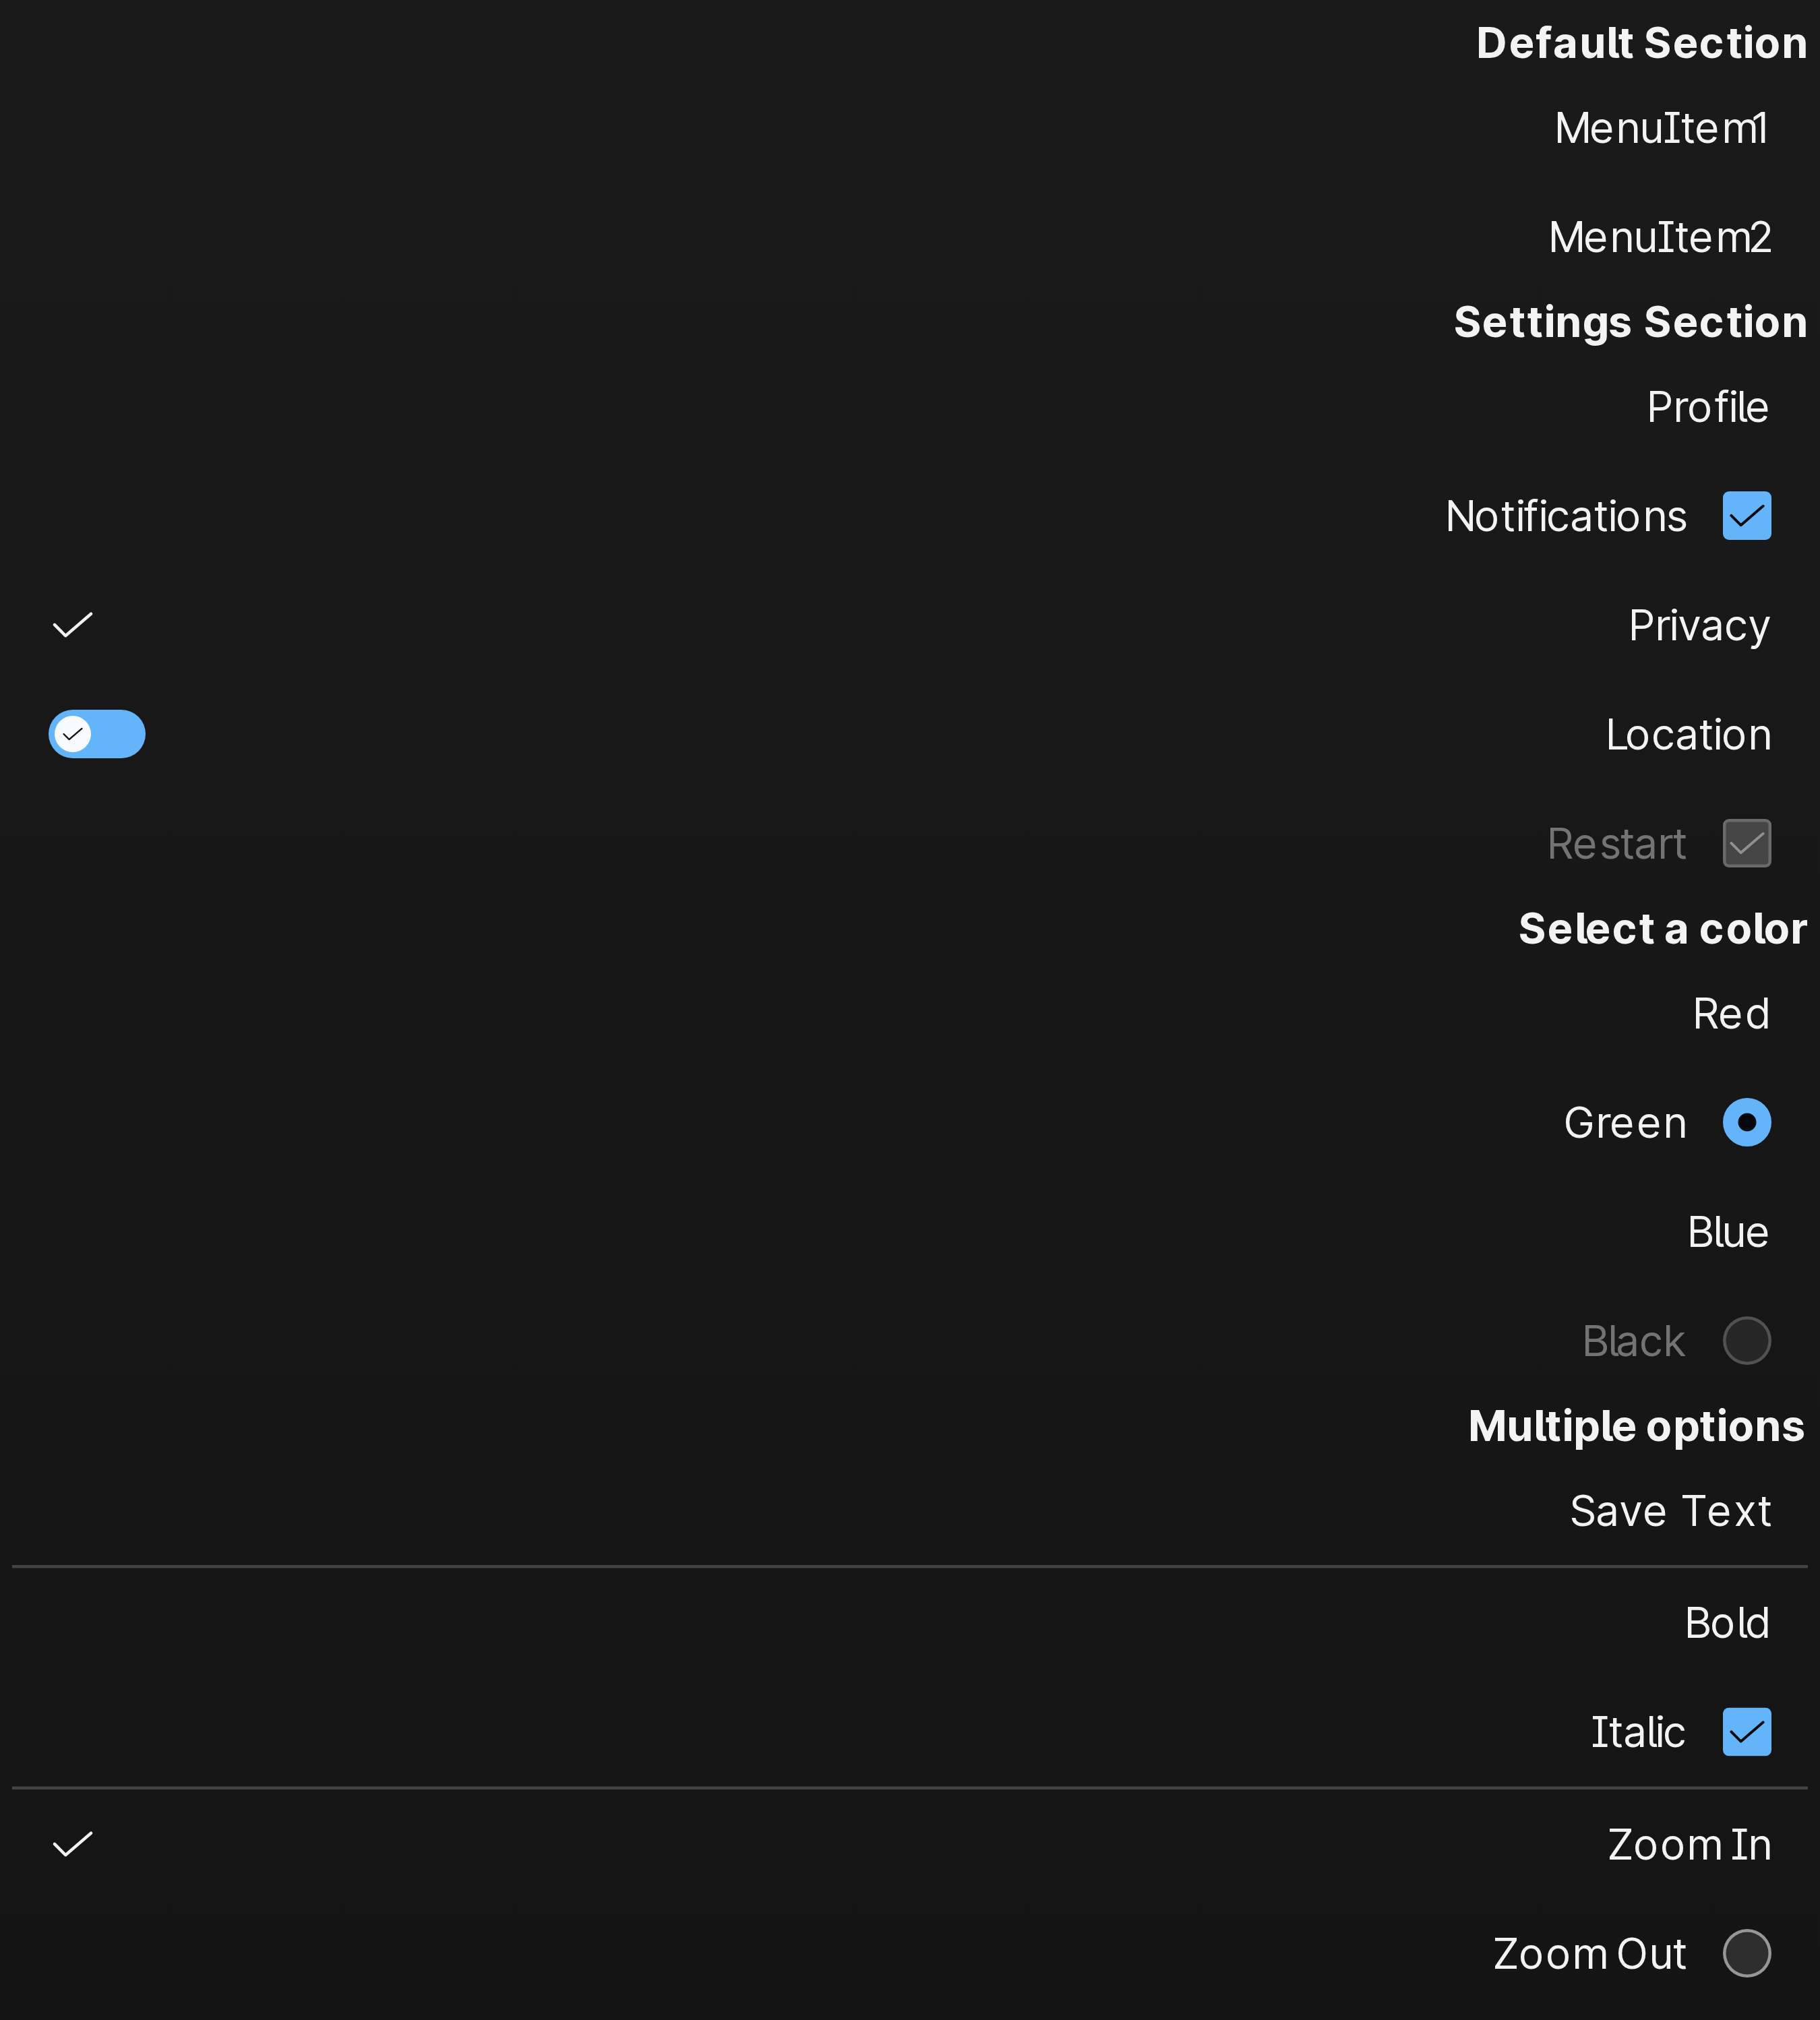 Default Section
MenuItem1
MenuItem2
Settings Section
Profile
Notifications
Privacy
Location
Restart
Select a color
Red
Green
Blue
Black
Multiple options
Save Text
Bold
Italic
Zoom In
Zoom Out